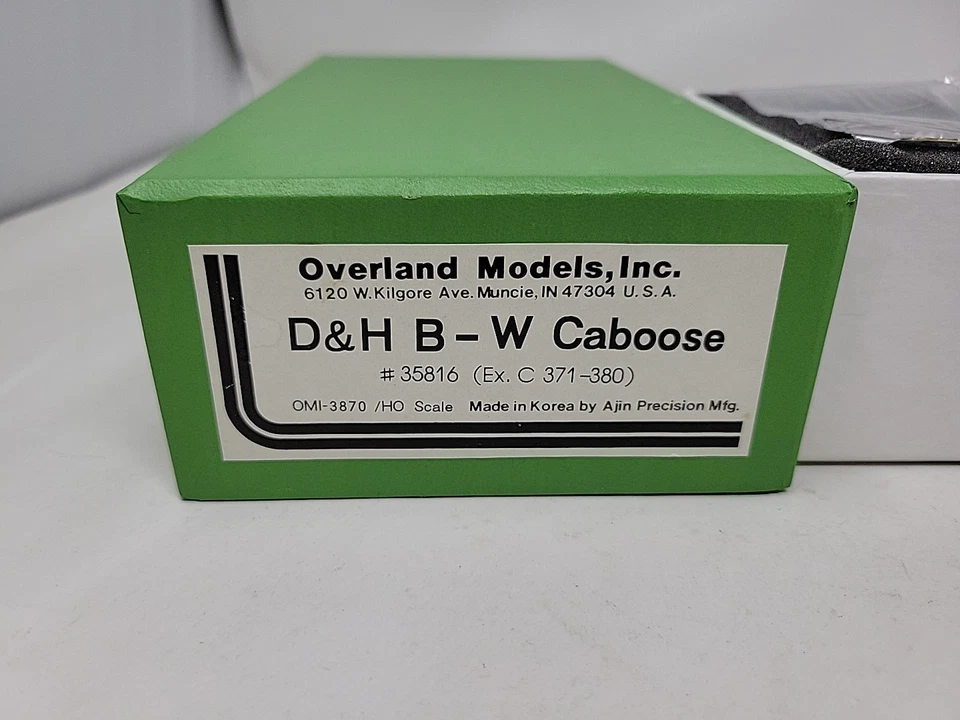 Overland Models, Inc.
6120 W. Kilgore Ave. Muncie, IN 47304 U.S.A.
D&H B-W Caboose
#35816 (Ex. C 371-380)
OMI-3870 /HO Scale Made in Korea by Ajin Precision Mfg.